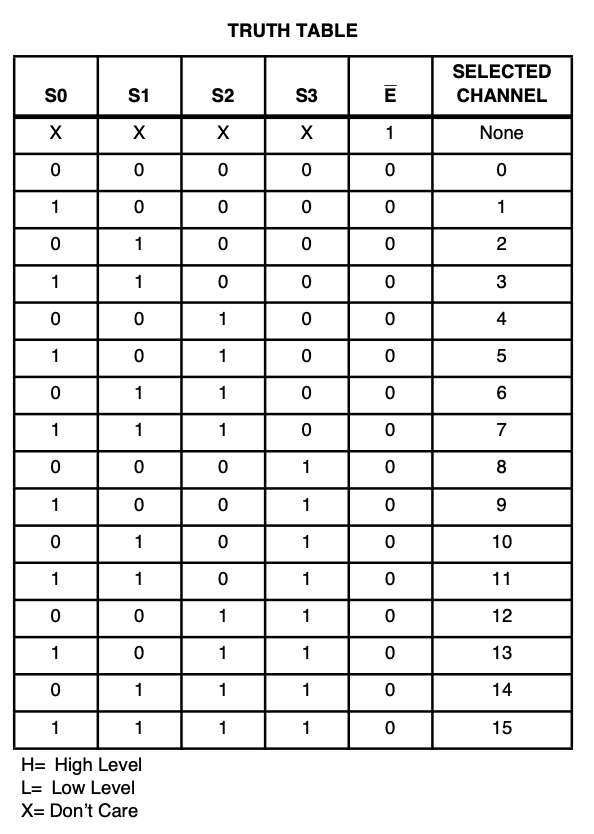 TRUTH TABLE
S0 S1 S2 S3 E̅ SELECTED CHANNEL
X X X X 1 None
0 0 0 0 0 0
1 0 0 0 0 1
0 1 0 0 0 2
1 1 0 0 0 3
0 0 1 0 0 4
1 0 1 0 0 5
0 1 1 0 0 6
1 1 1 0 0 7
0 0 0 1 0 8
1 0 0 1 0 9
0 1 0 1 0 10
1 1 0 1 0 11
0 0 1 1 0 12
1 0 1 1 0 13
0 1 1 1 0 14
1 1 1 1 0 15
H= High Level
L= Low Level
X= Don't Care